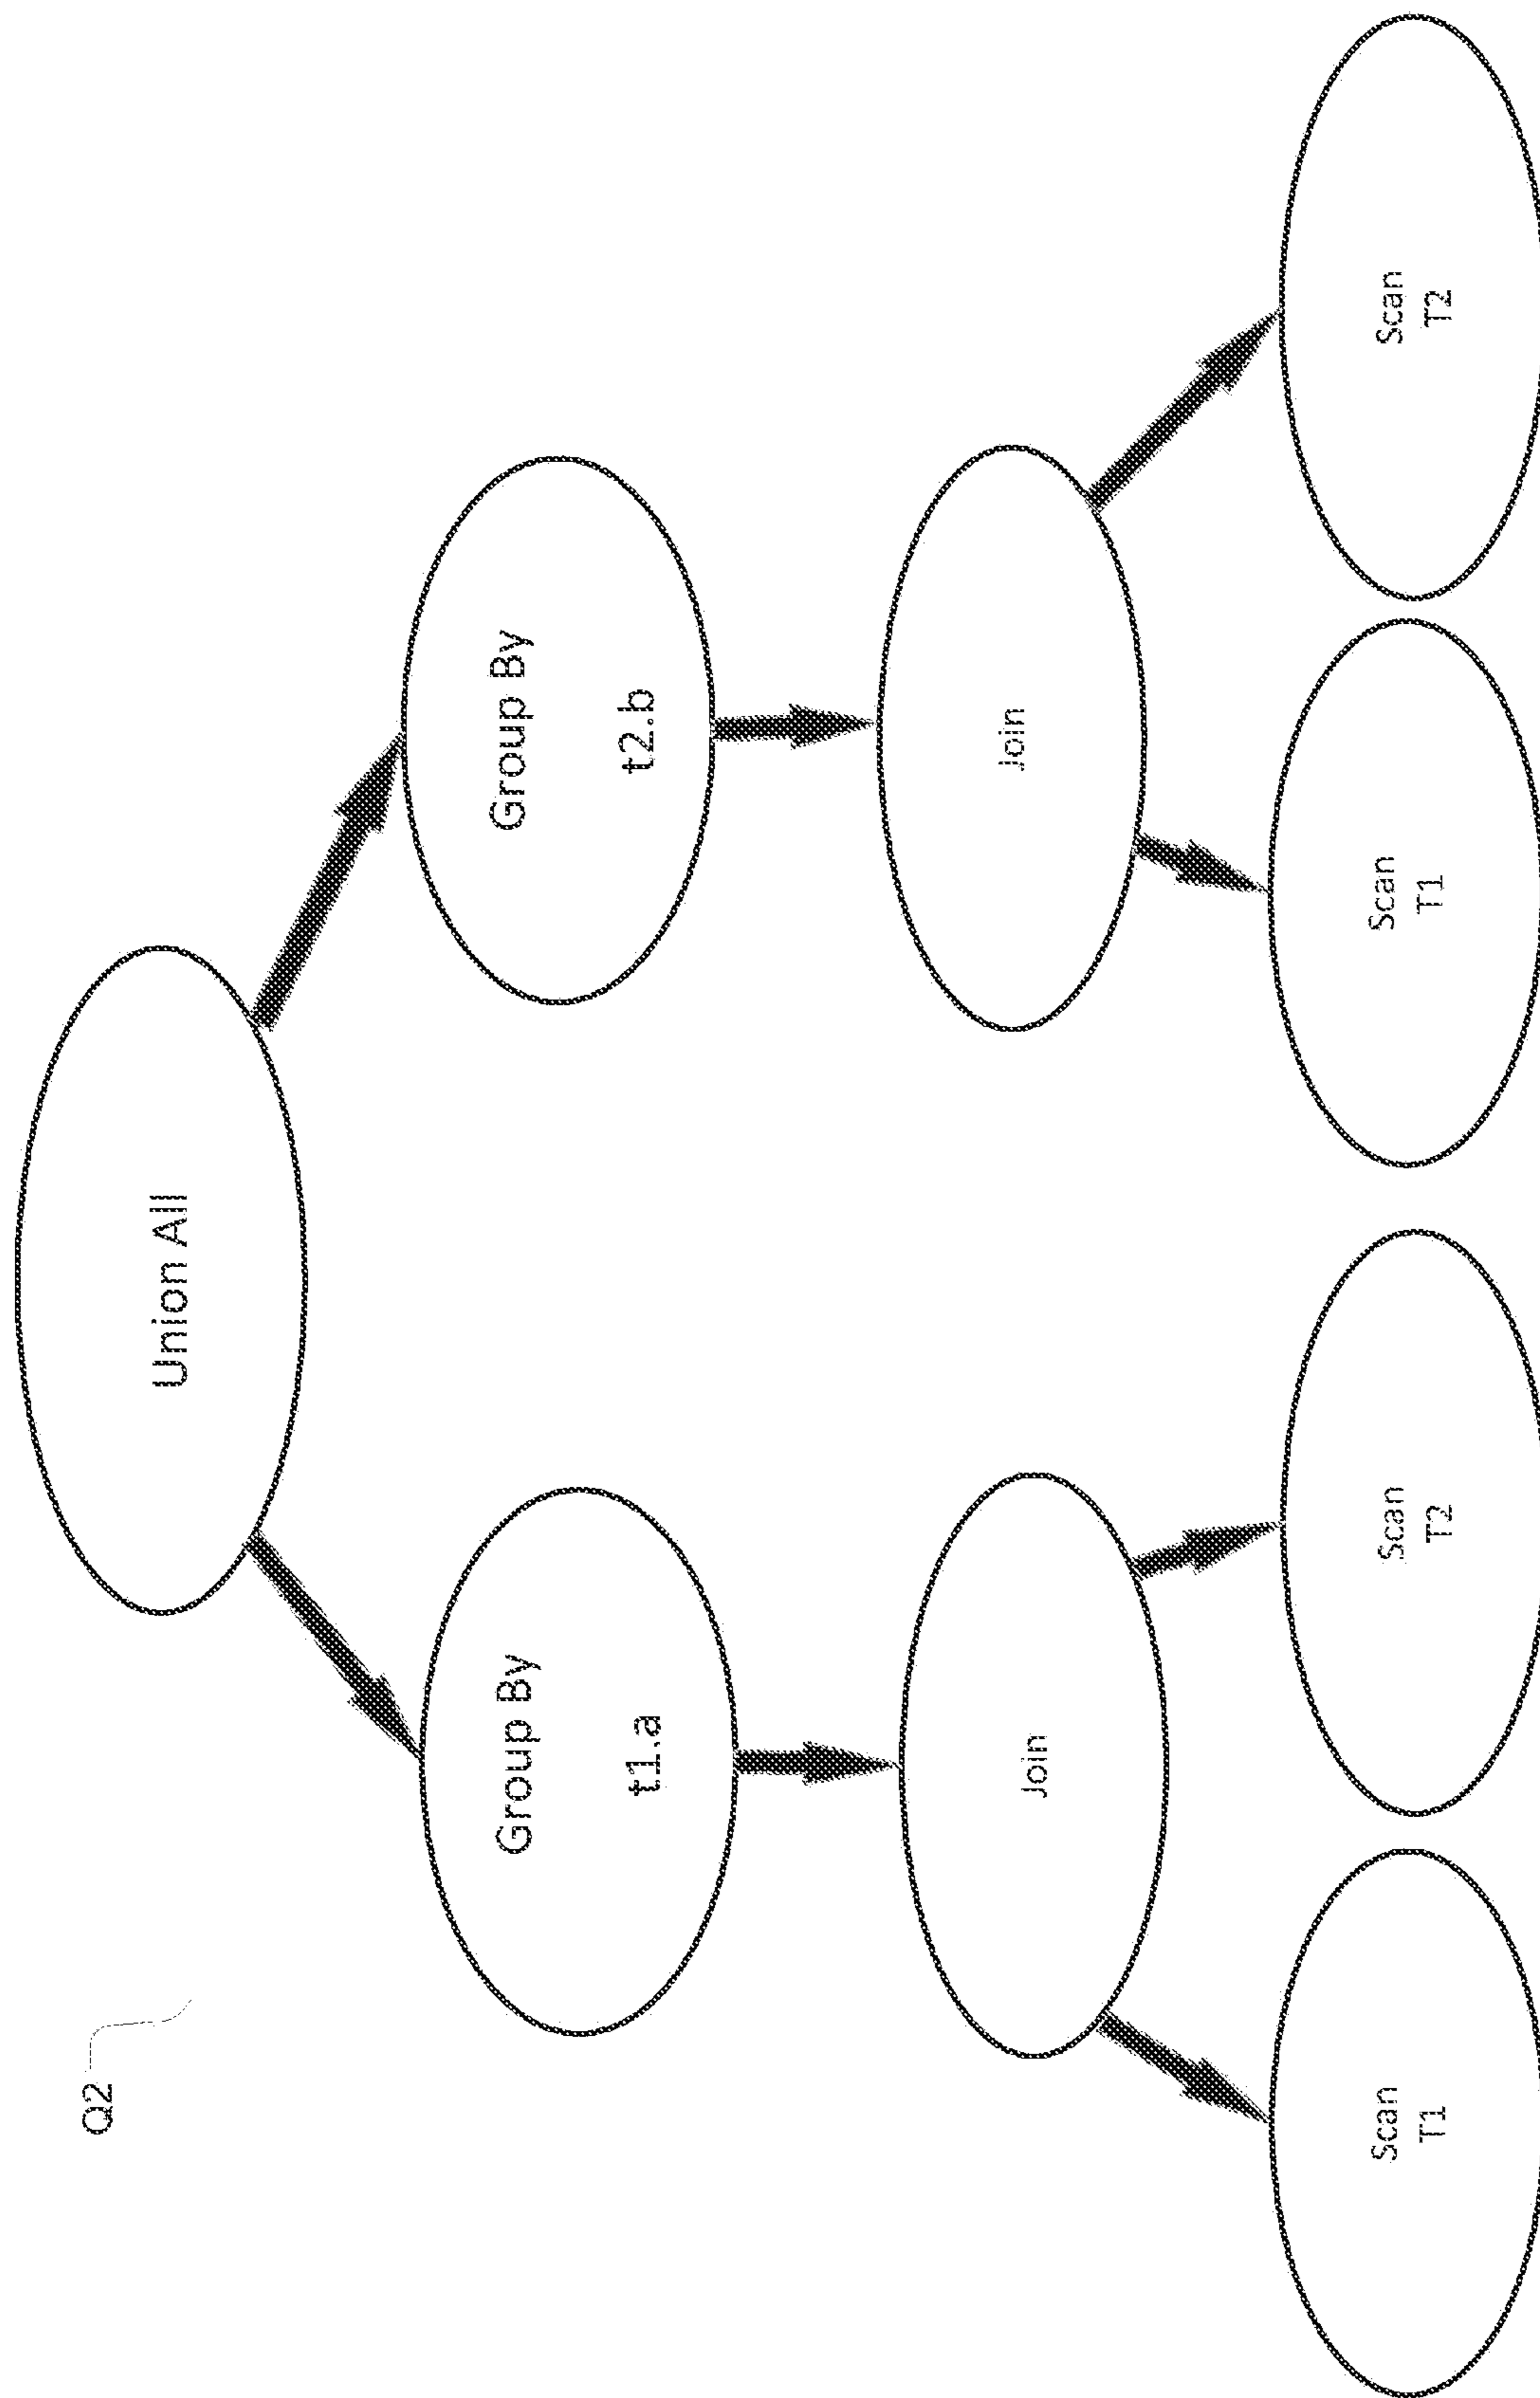 Q2
Union All
Group By
t1.a
Group By
t2.b
Join
Join
Scan
T1
Scan
T2
Scan
T1
Scan
T2